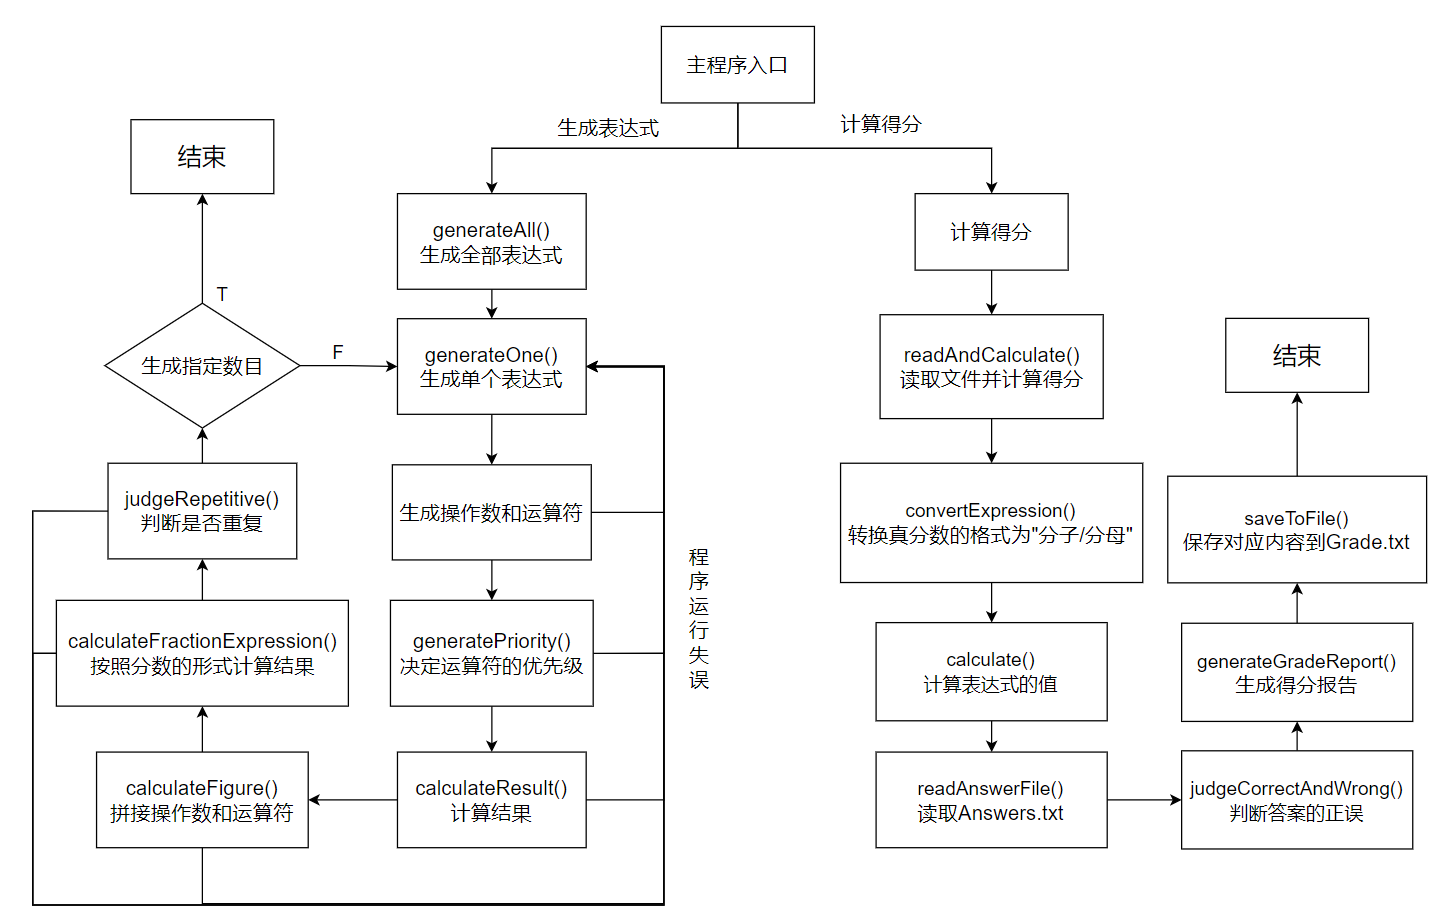 主程序入口
生成表达式
计算得分
结束
generateAll()
生成全部表达式
计算得分
T
生成指定数目
F
generateOne()
生成单个表达式
readAndCalculate()
读取文件并计算得分
结束
judgeRepetitive()
判断是否重复
生成操作数和运算符
程
序
运
行
失
误
convertExpression()
转换真分数的格式为"分子/分母"
saveToFile()
保存对应内容到Grade.txt
calculateFractionExpression()
按照分数的形式计算结果
generatePriority()
决定运算符的优先级
calculate()
计算表达式的值
generateGradeReport()
生成得分报告
calculateFigure()
拼接操作数和运算符
calculateResult()
计算结果
readAnswerFile()
读取Answers.txt
judgeCorrectAndWrong()
判断答案的正误